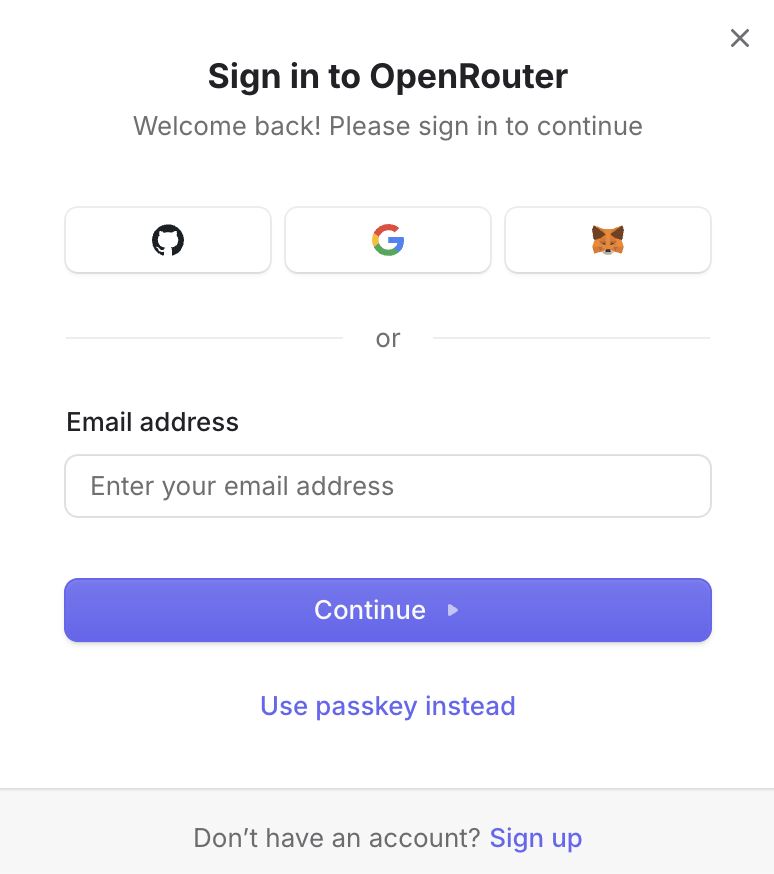 Sign in to OpenRouter
Welcome back! Please sign in to continue
or
Email address
Enter your email address
Continue
Use passkey instead
Don’t have an account? Sign up